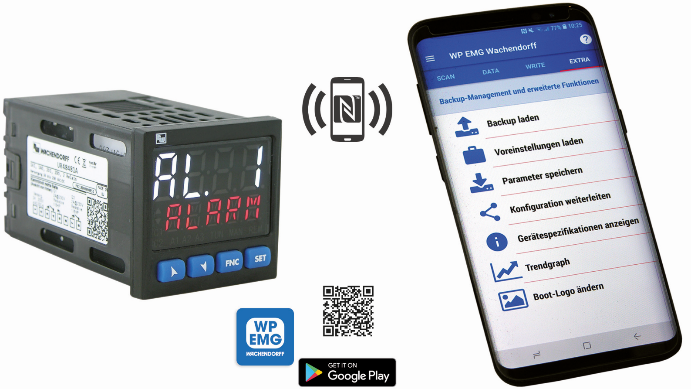 WACHENDORFF
AL. 1
ALARM
FNC
SET
WP
EMG
WACHENDORFF
GET IT ON
Google Play
WP EMG Wachendorff
?
SCAN
DATA
WRITE
EXTRA
Backup-Management und erweiterte Funktionen
Backup laden
Voreinstellungen laden
Parameter speichern
Konfiguration weiterleiten
Gerätespezifikationen anzeigen
Trendgraph
Boot-Logo ändern